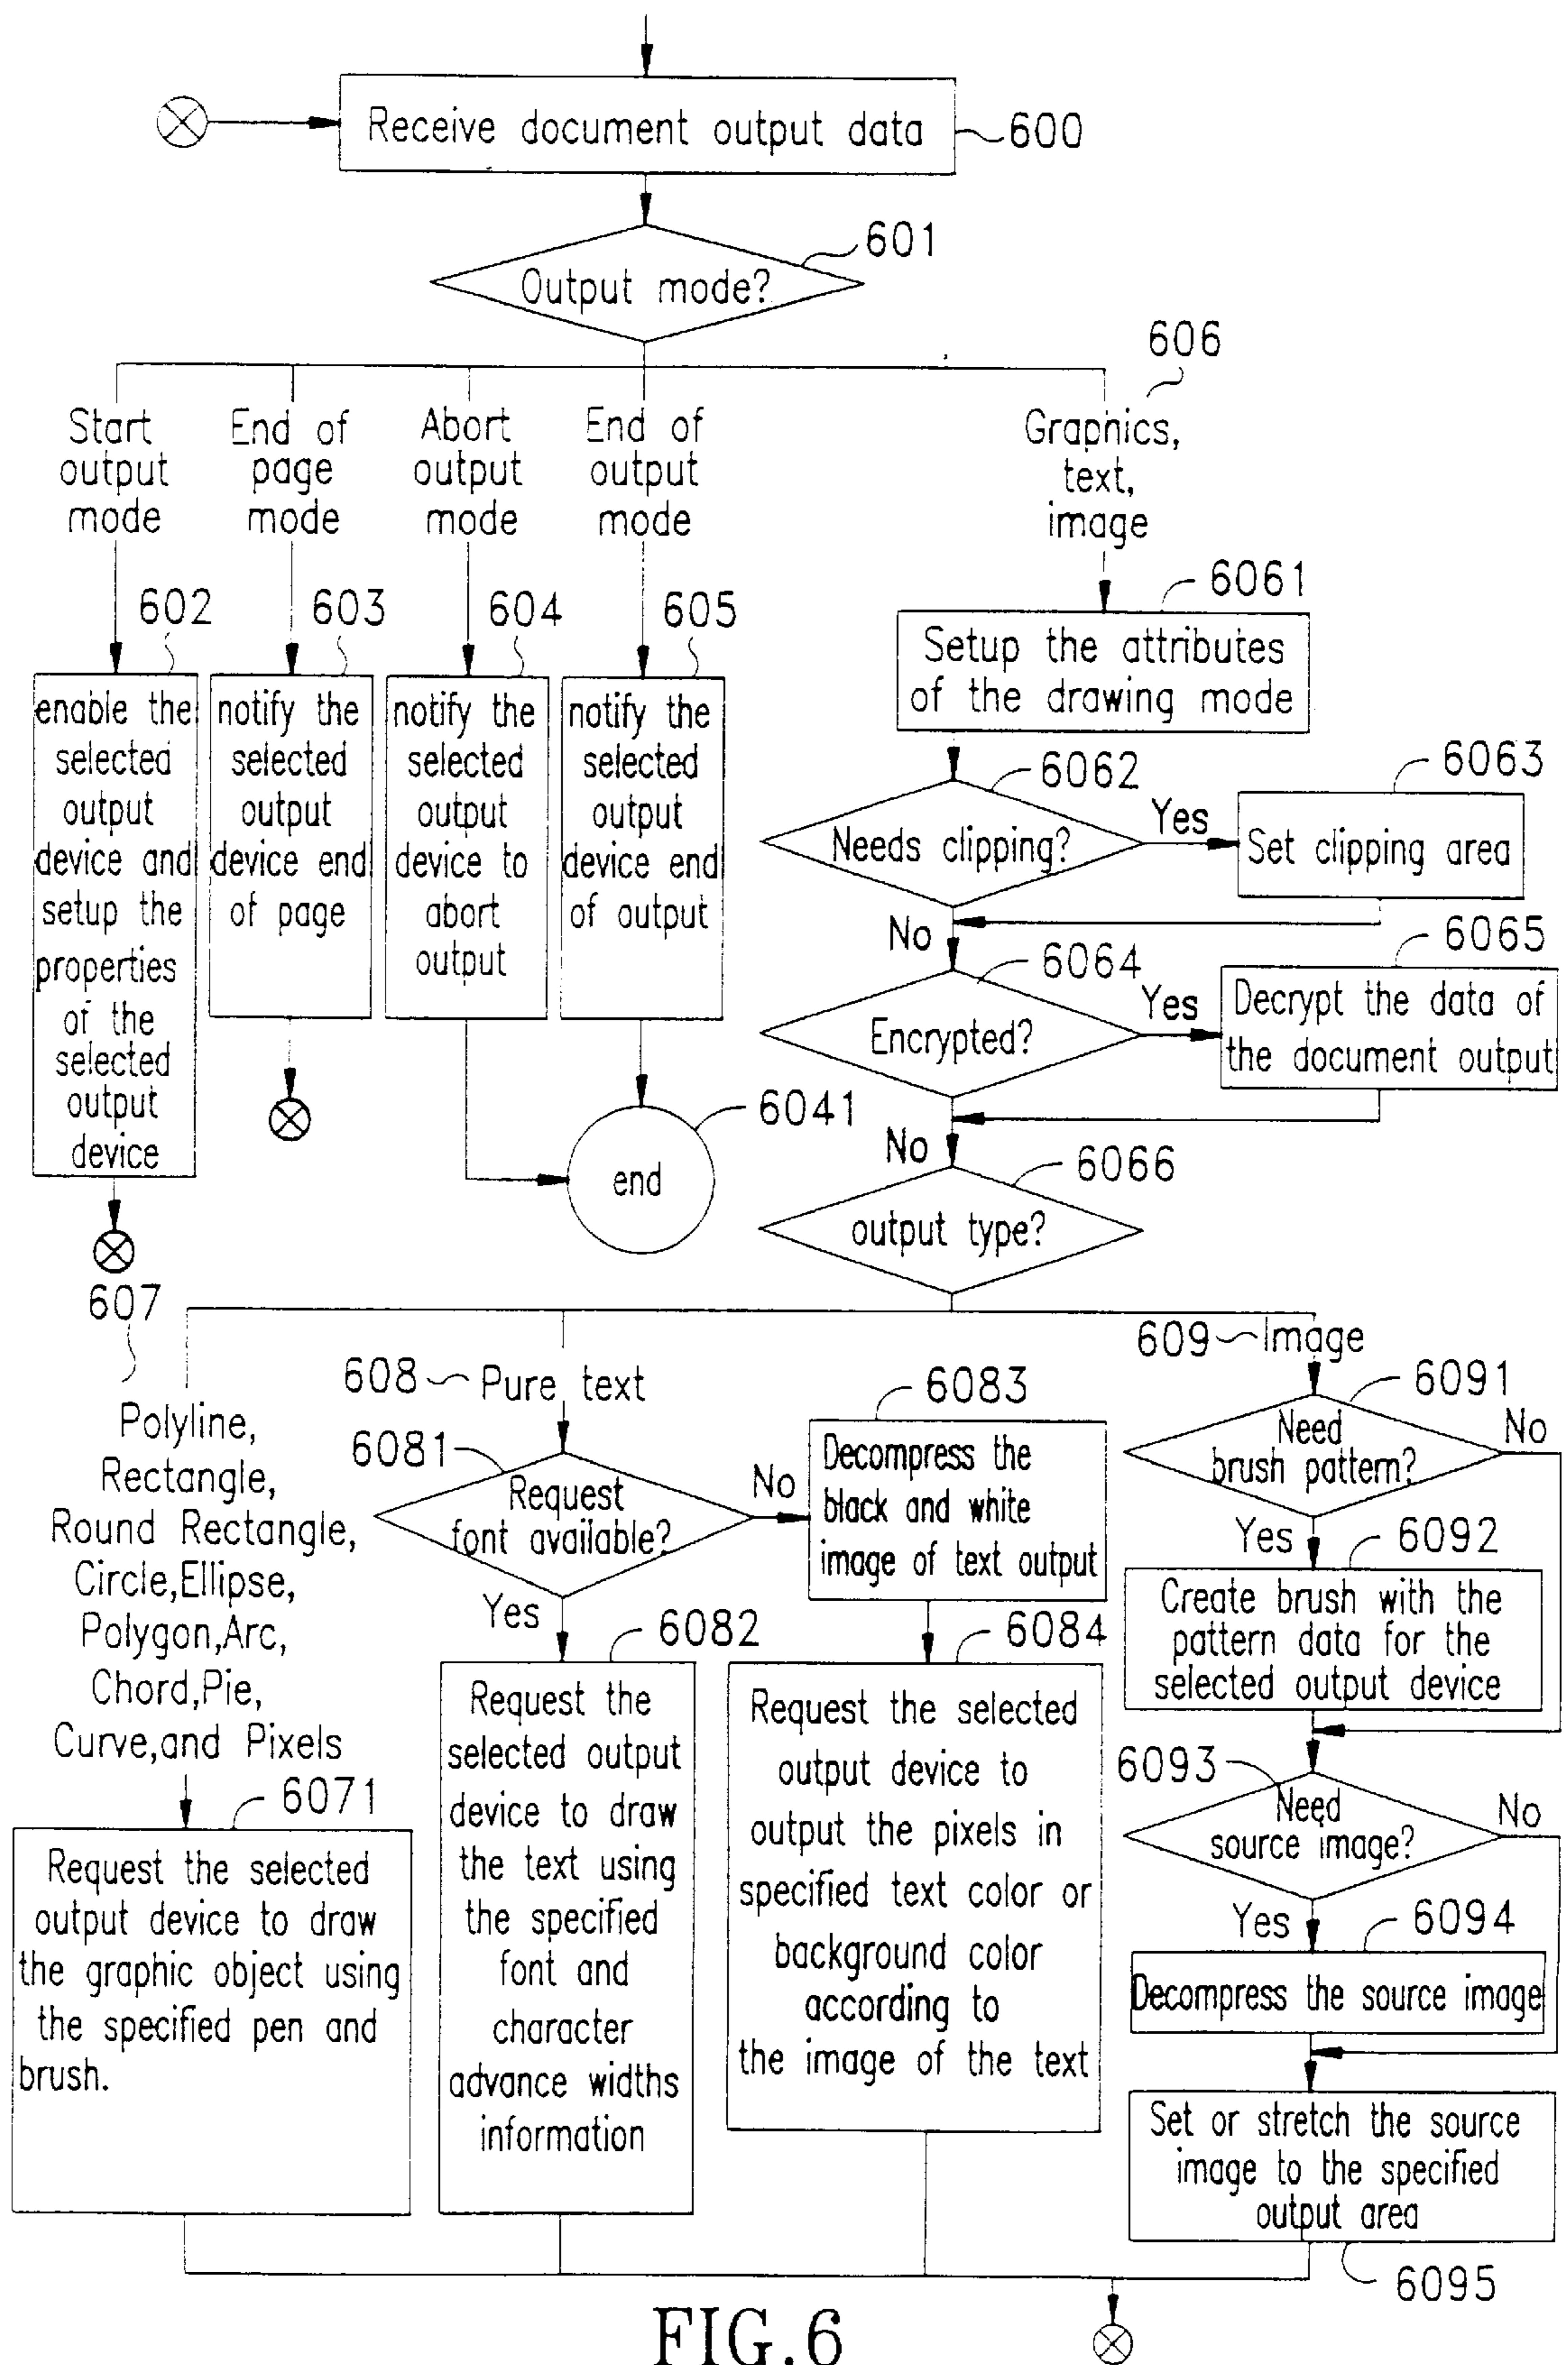 Receive document output data
600
601
Output mode?
606
Start
output
mode
End of
page
mode
Abort
output
mode
End of
output
mode
Graphics,
text,
image
602
603
604
605
6061
enable the
selected
output
device and
setup the
properties
of the
selected
output
device
notify the
selected
output
device end
of page
notify the
selected
output
device to
abort
output
notify the
selected
output
device end
of output
Setup the attributes
of the drawing mode
6062
Needs clipping?
Yes
6063
Set clipping area
No
6064
Encrypted?
Yes
6065
Decrypt the data of
the document output
6041
end
No
6066
output type?
607
Polyline,
Rectangle,
Round Rectangle,
Circle,Ellipse,
Polygon,Arc,
Chord,Pie,
Curve,and Pixels
6071
Request the selected
output device to draw
the graphic object using
the specified pen and
brush.
608
Pure text
6081
Request
font available?
No
Yes
6082
Request the
selected output
device to draw
the text using
the specified
font and
character
advance widths
information
6083
Decompress the
black and white
image of text output
6084
Request the selected
output device to
output the pixels in
specified text color or
background color
according to
the image of the text
609
Image
6091
Need
brush pattern?
No
Yes
6092
Create brush with the
pattern data for the
selected output device
6093
Need
source image?
No
Yes
6094
Decompress the source image
Set or stretch the source
image to the specified
output area
6095
FIG.6